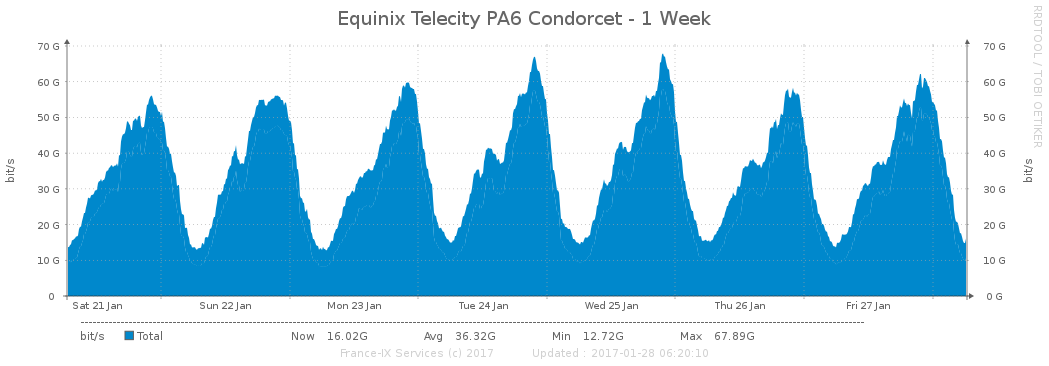 Equinix Telecity PA6 Condorcet - 1 Week
RRDTOOL / TOBI OETIKER
bit/s
70 G 70 G
60 G 60 G
50 G 50 G
40 G 40 G
30 G 30 G
20 G 20 G
10 G 10 G
0 0 G
bit/s
Sat 21 Jan Sun 22 Jan Mon 23 Jan Tue 24 Jan Wed 25 Jan Thu 26 Jan Fri 27 Jan
bit/s Total Now 16.02G Avg 36.32G Min 12.72G Max 67.89G
France-IX Services (c) 2017 Updated : 2017-01-28 06:20:10